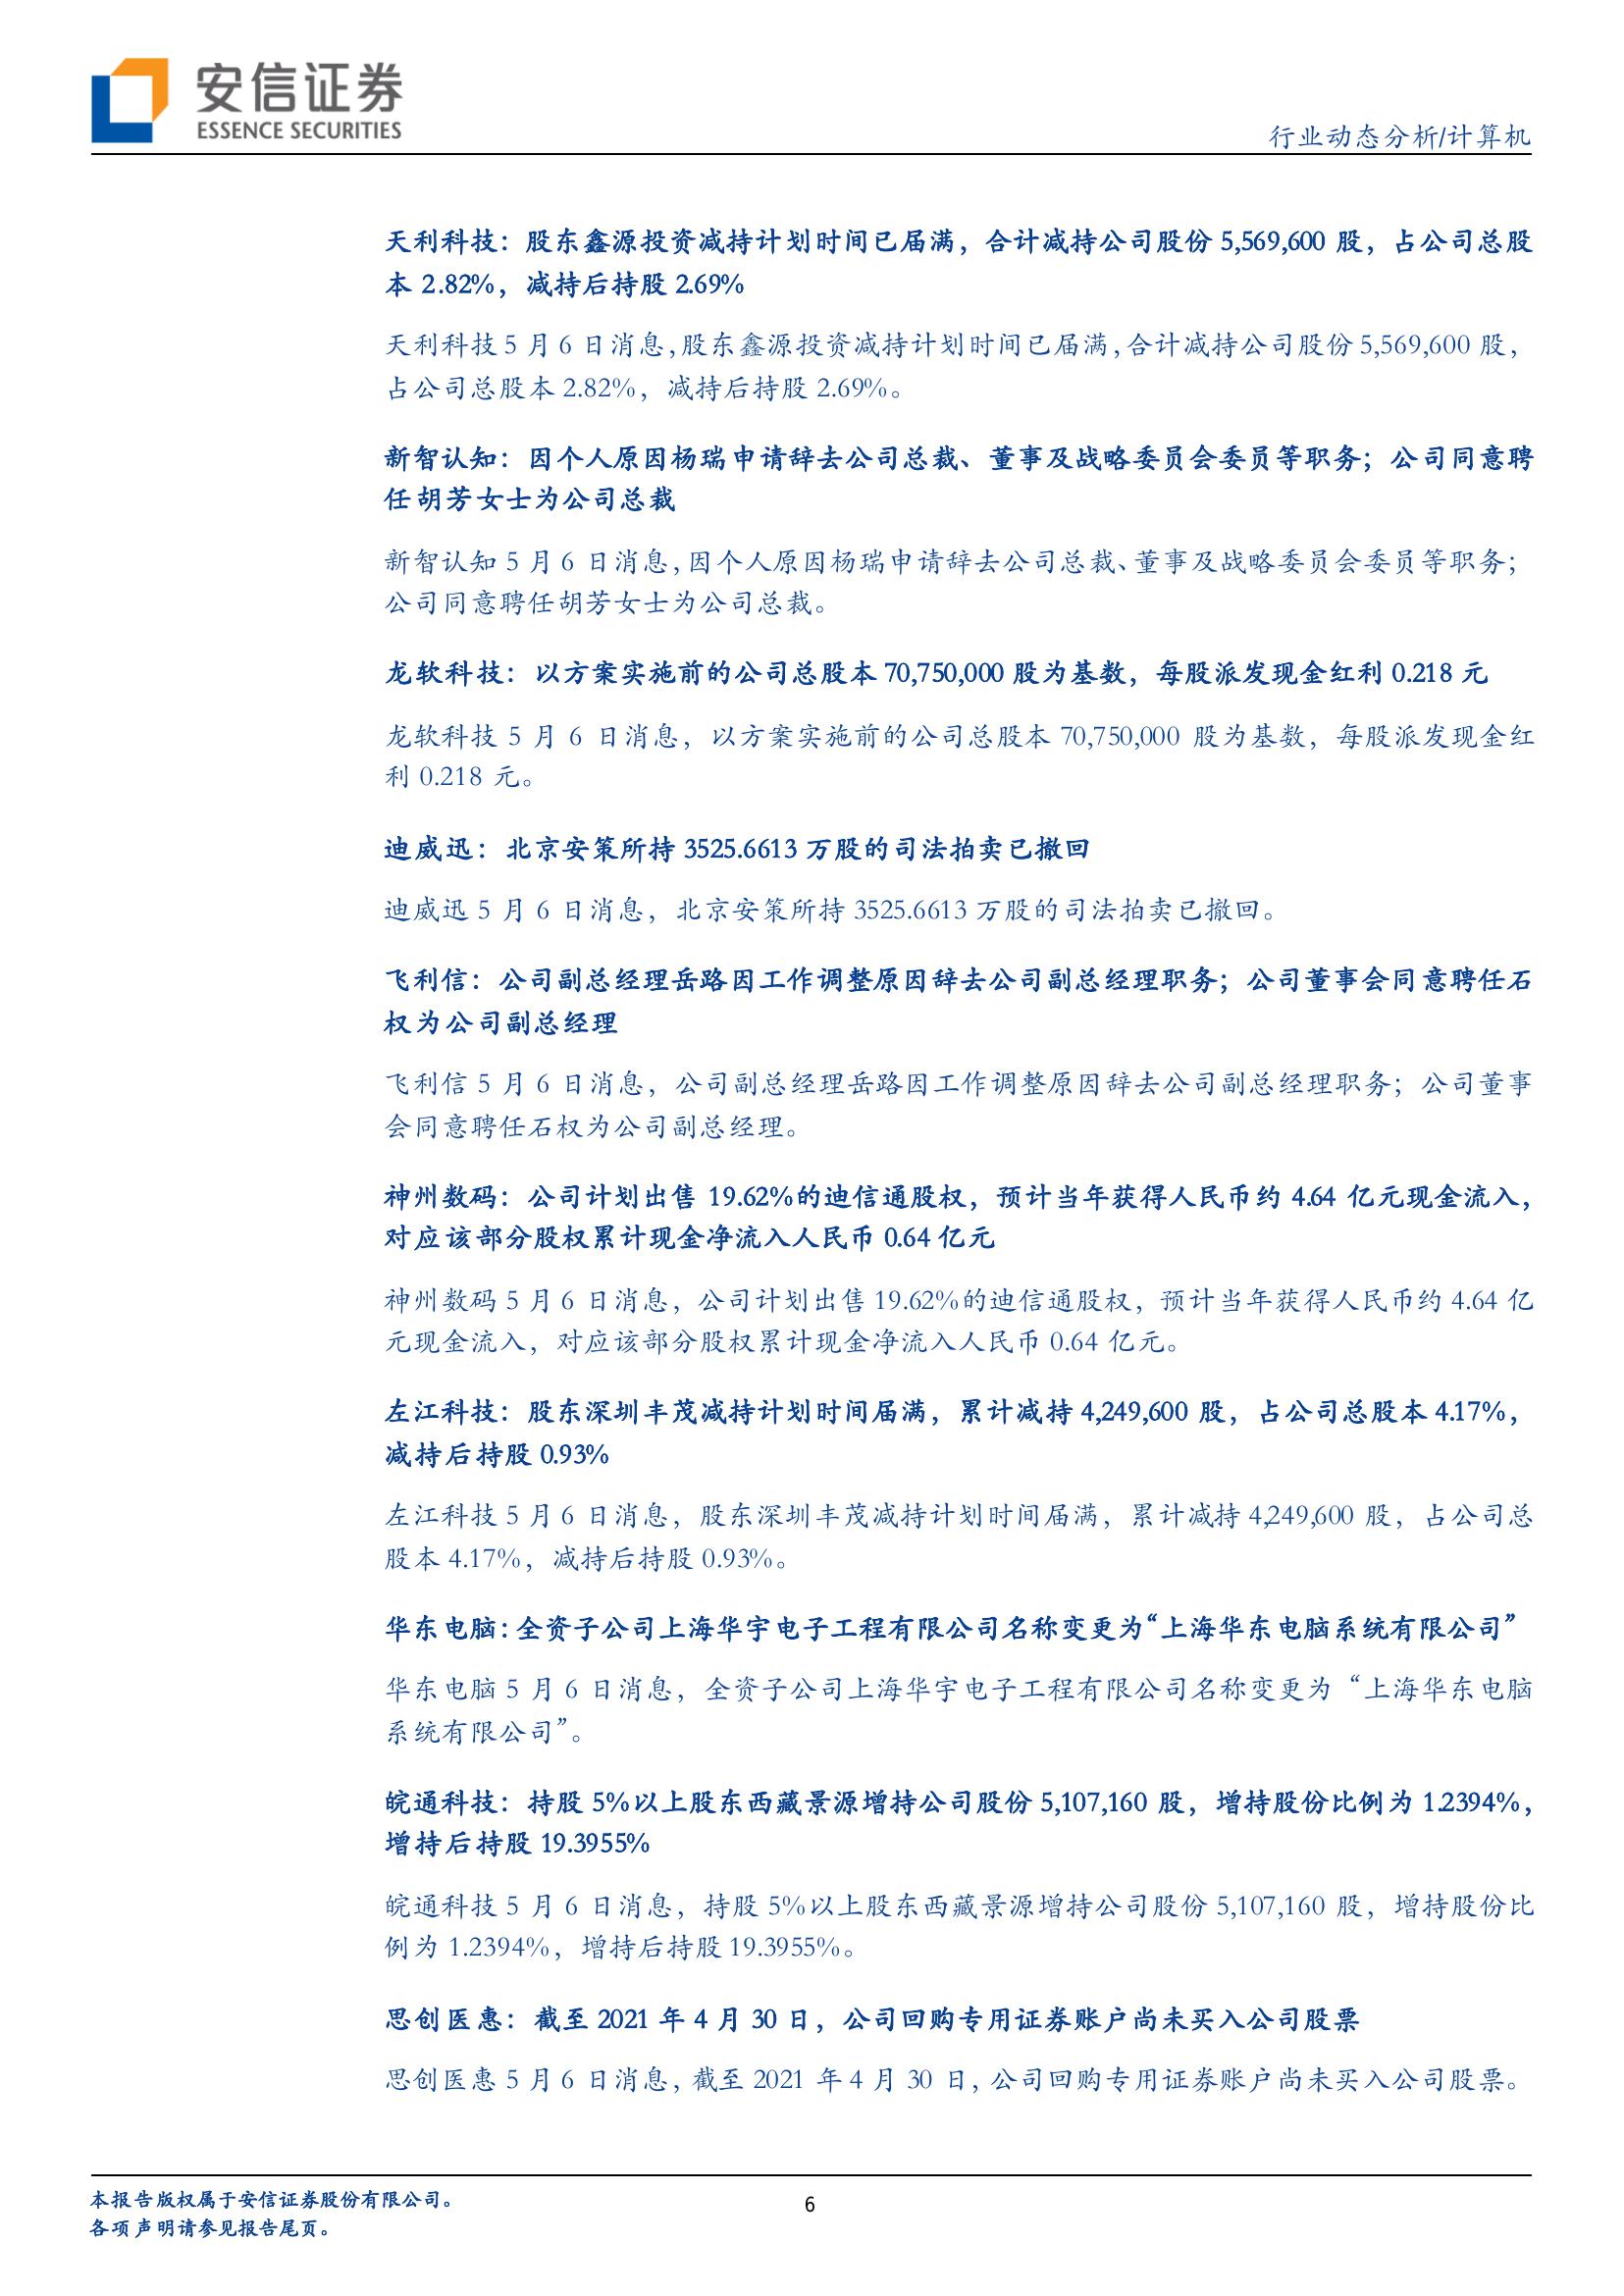 安信证券
ESSENCE SECURITIES
行业动态分析/计算机
天利科技：股东鑫源投资减持计划时间已届满，合计减持公司股份 5,569,600 股，占公司总股
本 2.82%，减持后持股 2.69%
天利科技 5 月 6 日消息，股东鑫源投资减持计划时间已届满，合计减持公司股份 5,569,600 股，
占公司总股本 2.82%，减持后持股 2.69%。
新智认知：因个人原因杨瑞申请辞去公司总裁、董事及战略委员会委员等职务；公司同意聘
任胡芳女士为公司总裁
新智认知 5 月 6 日消息，因个人原因杨瑞申请辞去公司总裁、董事及战略委员会委员等职务；
公司同意聘任胡芳女士为公司总裁。
龙软科技：以方案实施前的公司总股本 70,750,000 股为基数，每股派发现金红利 0.218 元
龙软科技 5 月 6 日消息，以方案实施前的公司总股本 70,750,000 股为基数，每股派发现金红
利 0.218 元。
迪威迅：北京安策所持 3525.6613 万股的司法拍卖已撤回
迪威迅 5 月 6 日消息，北京安策所持 3525.6613 万股的司法拍卖已撤回。
飞利信：公司副总经理岳路因工作调整原因辞去公司副总经理职务；公司董事会同意聘任石
权为公司副总经理
飞利信 5 月 6 日消息，公司副总经理岳路因工作调整原因辞去公司副总经理职务；公司董事
会同意聘任石权为公司副总经理。
神州数码：公司计划出售 19.62%的迪信通股权，预计当年获得人民币约 4.64 亿元现金流入，
对应该部分股权累计现金净流入人民币 0.64 亿元
神州数码 5 月 6 日消息，公司计划出售 19.62%的迪信通股权，预计当年获得人民币约 4.64 亿
元现金流入，对应该部分股权累计现金净流入人民币 0.64 亿元。
左江科技：股东深圳丰茂减持计划时间届满，累计减持 4,249,600 股，占公司总股本 4.17%，
减持后持股 0.93%
左江科技 5 月 6 日消息，股东深圳丰茂减持计划时间届满，累计减持 4,249,600 股，占公司总
股本 4.17%，减持后持股 0.93%。
华东电脑：全资子公司上海华宇电子工程有限公司名称变更为“上海华东电脑系统有限公司”
华东电脑 5 月 6 日消息，全资子公司上海华宇电子工程有限公司名称变更为“上海华东电脑
系统有限公司”。
皖通科技：持股 5%以上股东西藏景源增持公司股份 5,107,160 股，增持股份比例为 1.2394%，
增持后持股 19.3955%
皖通科技 5 月 6 日消息，持股 5%以上股东西藏景源增持公司股份 5,107,160 股，增持股份比
例为 1.2394%，增持后持股 19.3955%。
思创医惠：截至 2021 年 4 月 30 日，公司回购专用证券账户尚未买入公司股票
思创医惠 5 月 6 日消息，截至 2021 年 4 月 30 日，公司回购专用证券账户尚未买入公司股票。
本报告版权属于安信证券股份有限公司。
6
各项声明请参见报告尾页。